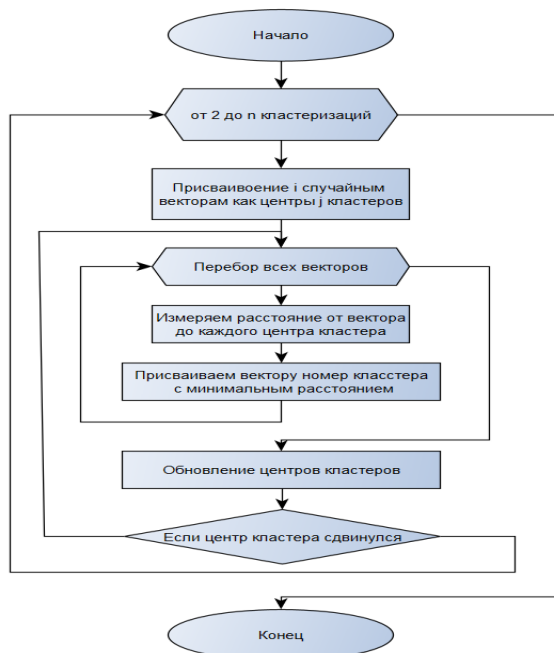 Начало
от 2 до n кластеризаций
Присваивоение i случайным
векторам как центры j кластеров
Перебор всех векторов
Измеряем расстояние от вектора
до каждого центра кластера
Присваиваем вектору номер класстера
с минимальным расстоянием
Обновление центров кластеров
Если центр кластера сдвинулся
Конец